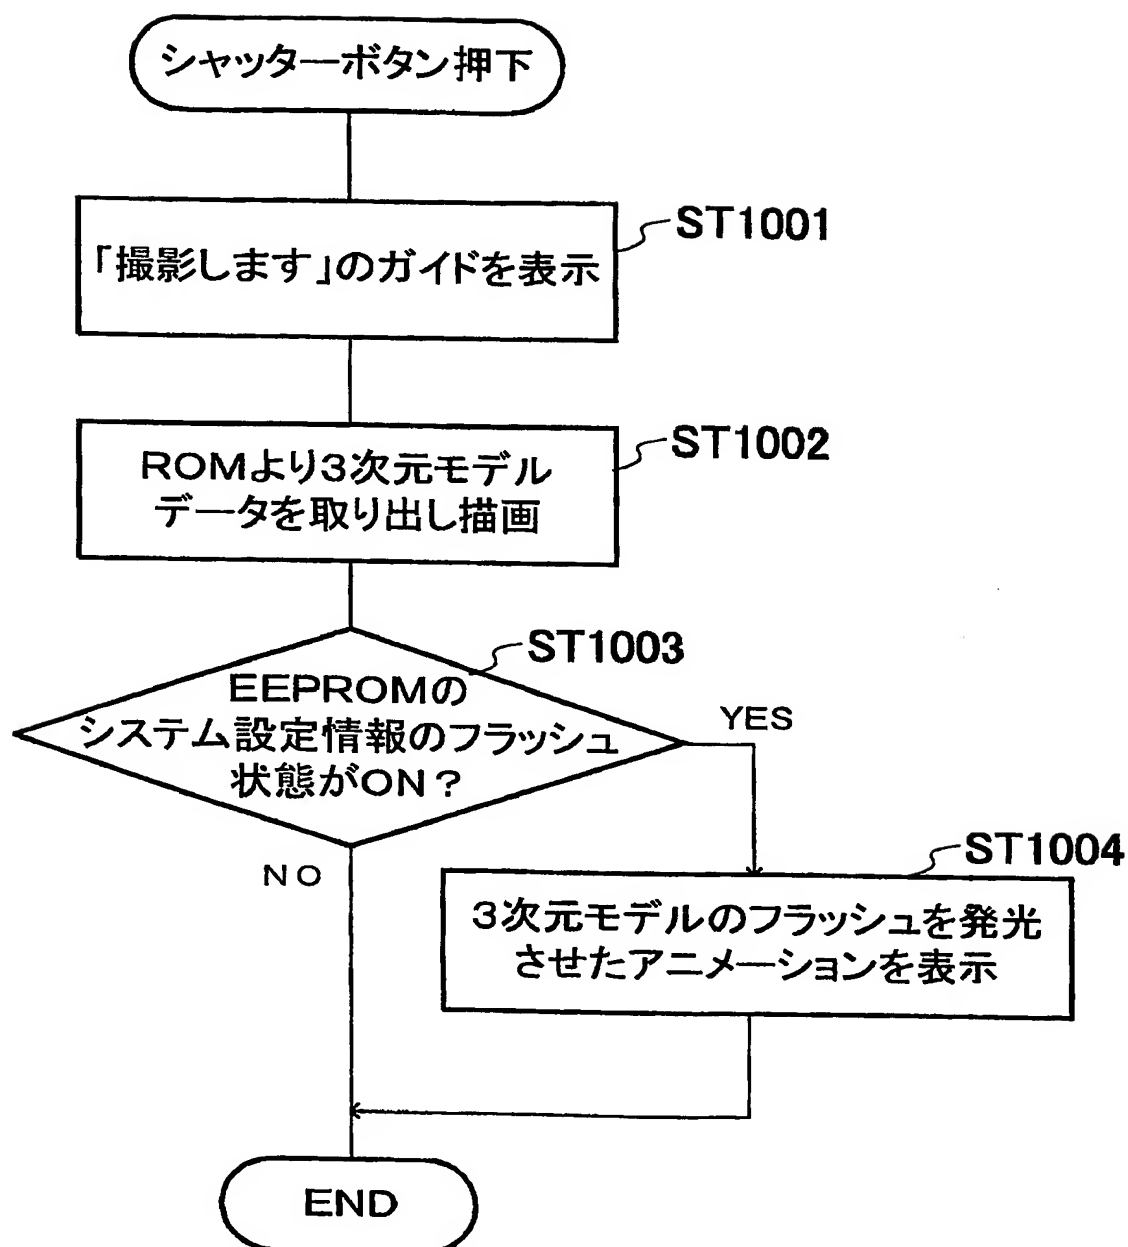 シャッターボタン押下
ST1001
「撮影します」のガイドを表示
ST1002
ROMより3次元モデル
データを取り出し描画
ST1003
EEPROMの
システム設定情報のフラッシュ
状態がON?
YES
NO
ST1004
3次元モデルのフラッシュを発光
させたアニメーションを表示
END